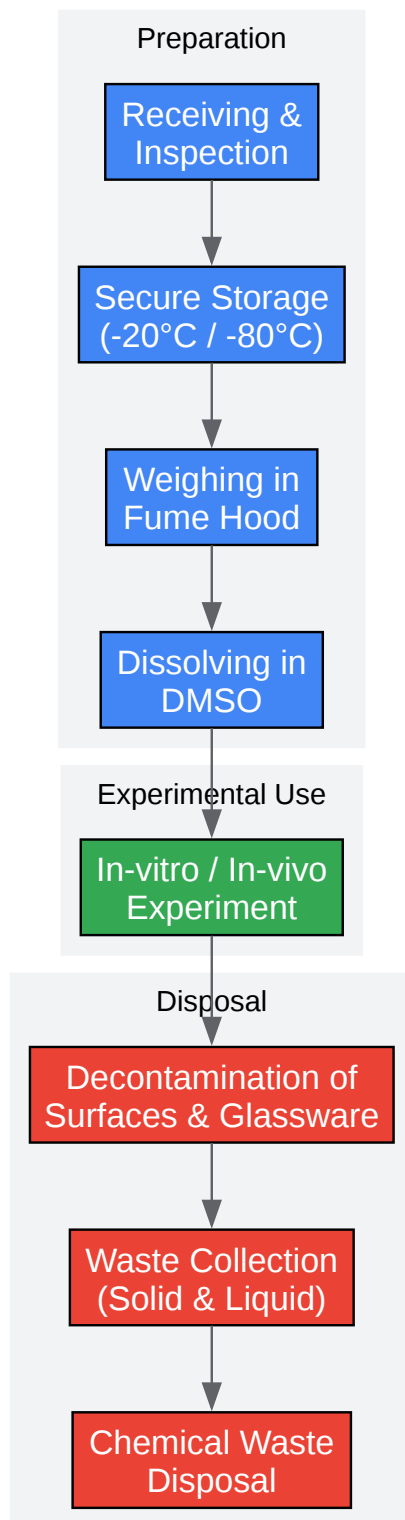 Preparation
Receiving &
Inspection
Secure Storage
(-20°C / -80°C)
Weighing in
Fume Hood
Dissolving in
DMSO
Experimental Use
In-vitro / In-vivo
Experiment
Disposal
Decontamination of
Surfaces & Glassware
Waste Collection
(Solid & Liquid)
Chemical Waste
Disposal